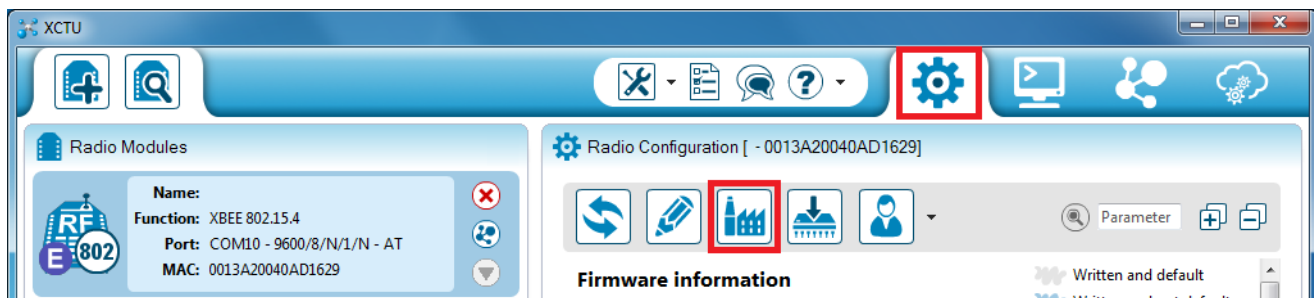 XCTU
Radio Modules
Name:
Function: XBEE 802.15.4
Port: COM10 - 9600/8/N/1/N - AT
MAC: 0013A20040AD1629
RF
802
E
Radio Configuration [ - 0013A20040AD1629]
Parameter
Firmware information
Written and default